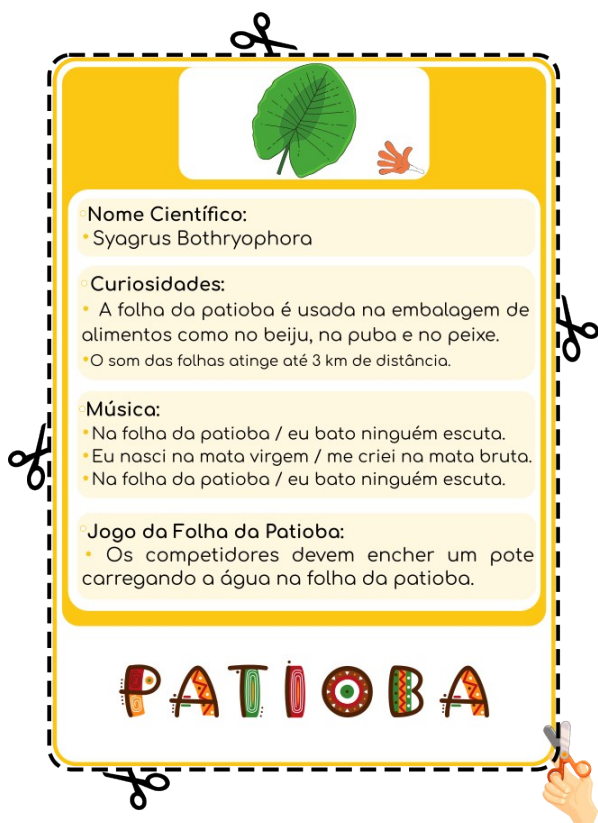 Nome Científico:
• Syagrus Bothryophora
Curiosidades:
• A folha da patioba é usada na embalagem de
alimentos como no beiju, na puba e no peixe.
•O som das folhas atinge até 3 km de distância.
Música:
•Na folha da patioba / eu bato ninguém escuta.
•Eu nasci na mata virgem / me criei na mata bruta.
•Na folha da patioba / eu bato ninguém escuta.
Jogo da Folha da Patioba:
• Os competidores devem encher um pote
carregando a água na folha da patioba.
PATIOBA